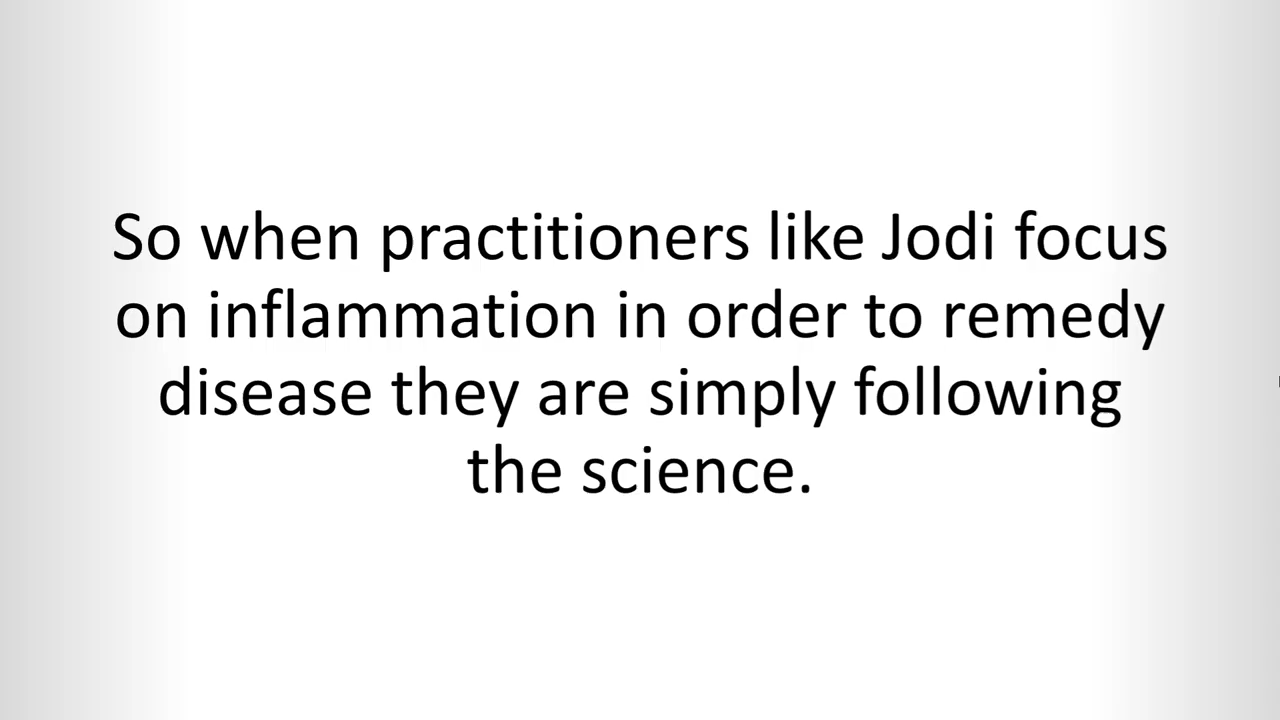 So when practitioners like Jodi focus
on inflammation in order to remedy
disease they are simply following
the science.